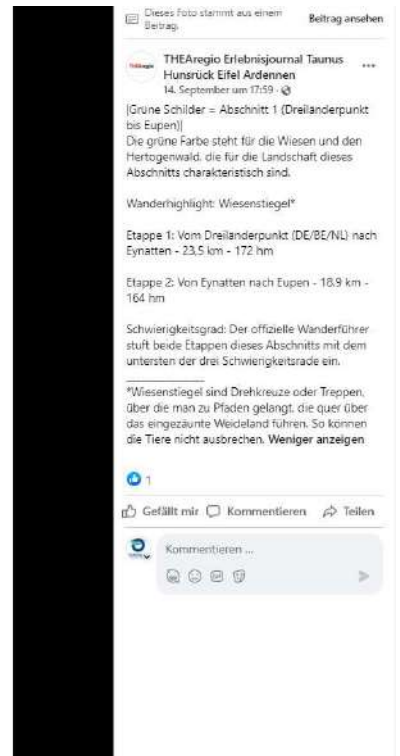 Dieses Foto stammt aus einem
Beitrag.
Beitrag ansehen
THEAregio
THEAregio Erlebnisjournal Taunus
Hunsrück Eifel Ardennen
14. September um 17:59 ·
|Grüne Schilder = Abschnitt 1 (Dreiländerpunkt
bis Eupen)|
Die grüne Farbe steht für die Wiesen und den
Hertogenwald, die für die Landschaft dieses
Abschnitts charakteristisch sind.
Wanderhighlight: Wiesenstiegel*
Etappe 1: Vom Dreiländerpunkt (DE/BE/NL) nach
Eynatten - 23,5 km - 172 hm
Etappe 2: Von Eynatten nach Eupen - 18,9 km -
164 hm
Schwierigkeitsgrad: Der offizielle Wanderführer
stuft beide Etappen dieses Abschnitts mit dem
untersten der drei Schwierigkeitsrade ein.
*Wiesenstiegel sind Drehkreuze oder Treppen,
über die man zu Pfaden gelangt, die quer über
das eingezäunte Weideland führen. So können
die Tiere nicht ausbrechen. Weniger anzeigen
1
Gefällt mir Kommentieren Teilen
Kommentieren ...